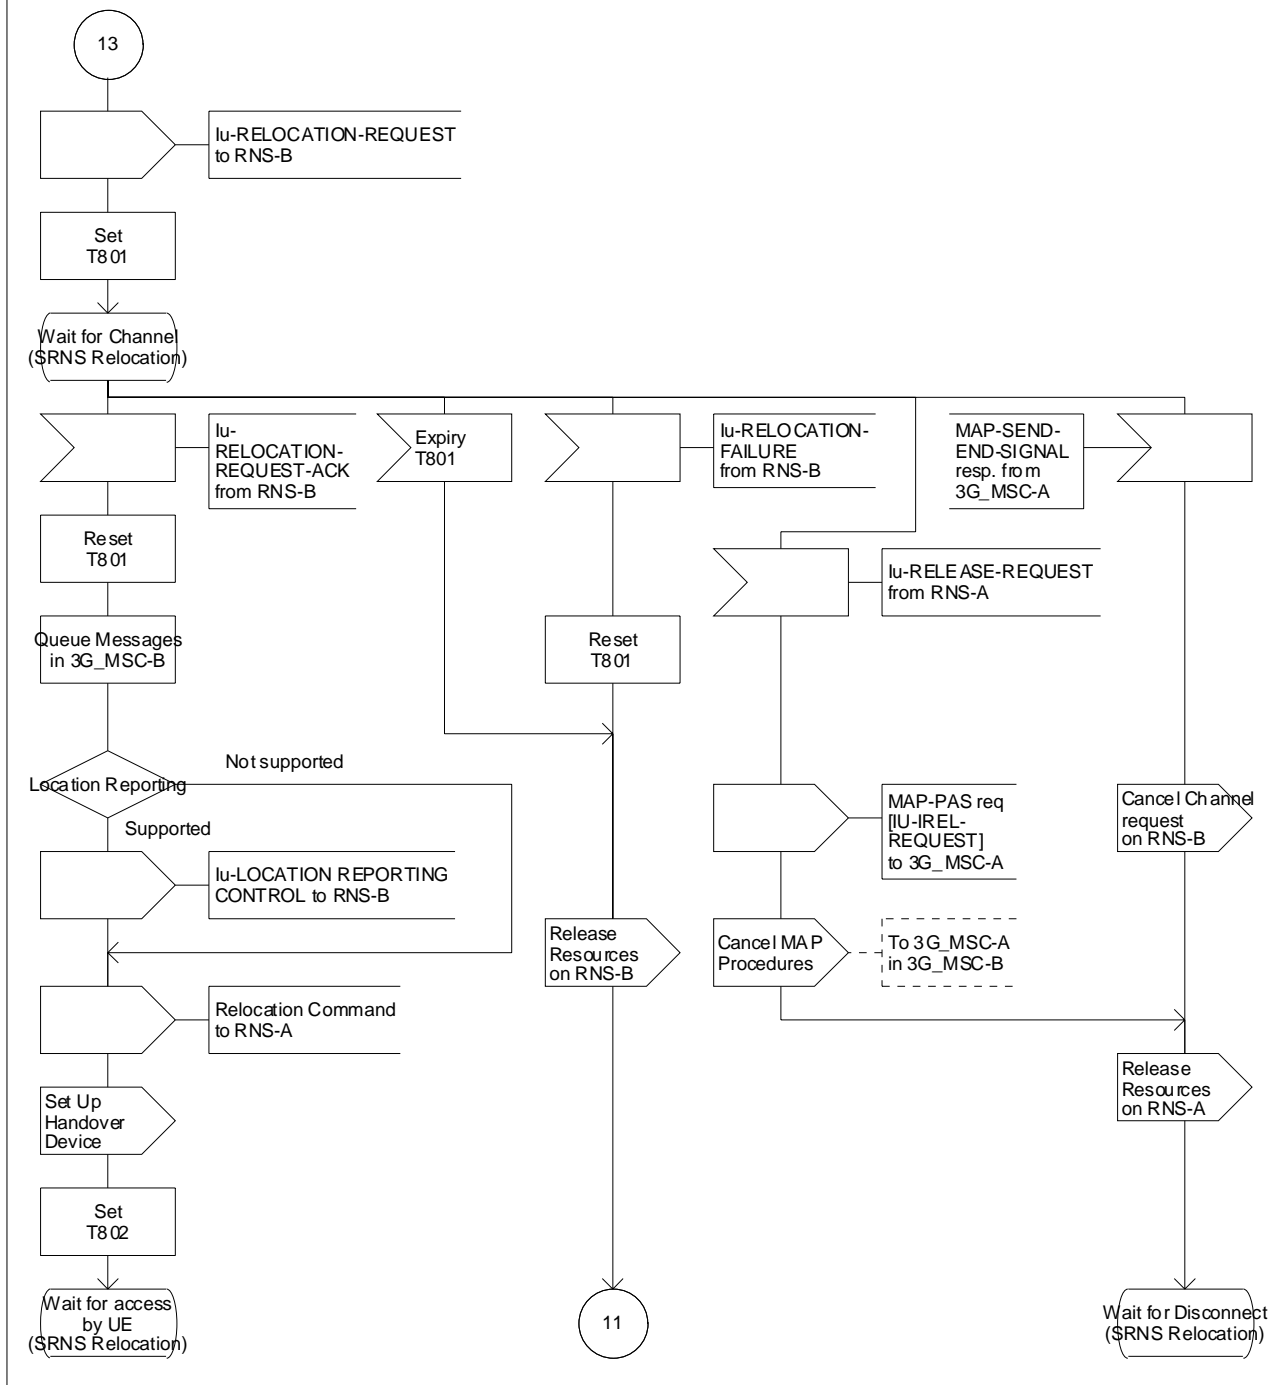 13
Iu-RELOCATION-REQUEST
to RNS-B
Set
T801
Wait for Channel
(SRNS Relocation)
Iu-
RELOCATION-
REQUEST-ACK
from RNS-B
Expiry
T801
Iu-RELOCATION-
FAILURE
from RNS-B
MAP-SEND-
END-SIGNAL
resp. from
3G_MSC-A
Reset
T801
Iu-RELEASE-REQUEST
from RNS-A
Queue Messages
in 3G_MSC-B
Reset
T801
Location Reporting
Not supported
Supported
MAP-PAS req
[IU-IREL-
REQUEST]
to 3G_MSC-A
Cancel Channel
request
on RNS-B
Iu-LOCATION REPORTING
CONTROL to RNS-B
Release
Resources
on RNS-B
Cancel MAP
Procedures
To 3G_MSC-A
in 3G_MSC-B
Relocation Command
to RNS-A
Release
Resources
on RNS-A
Set Up
Handover
Device
Set
T802
Wait for access
by UE
(SRNS Relocation)
11
Wait for Disconnect
(SRNS Relocation)